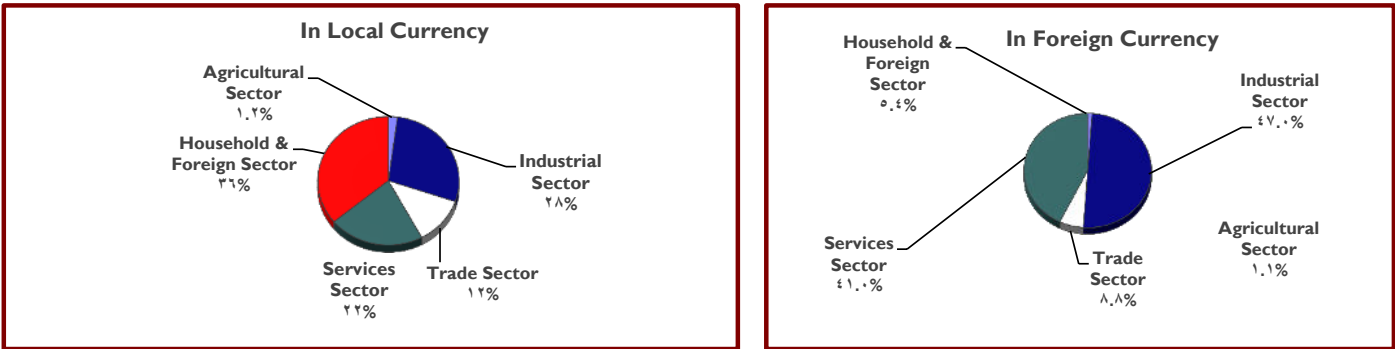 In Local Currency
Agricultural
Sector
١.٢%
Household &
Foreign Sector
٣٦%
Industrial
Sector
٢٨%
Services
Sector
٢٢%
Trade Sector
١٢%
In Foreign Currency
Household &
Foreign
Sector
٥.٤%
Industrial
Sector
٤٧.٠%
Services
Sector
٤١.٠%
Trade
Sector
٨.٨%
Agricultural
Sector
١.١%